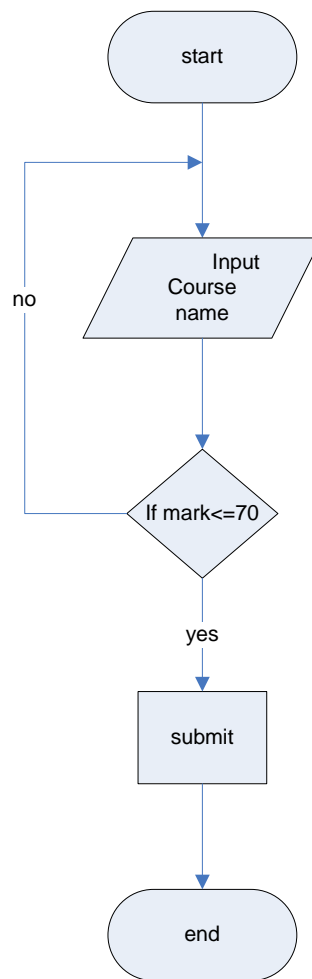 start
Input
Course
name
no
If mark<=70
yes
submit
end